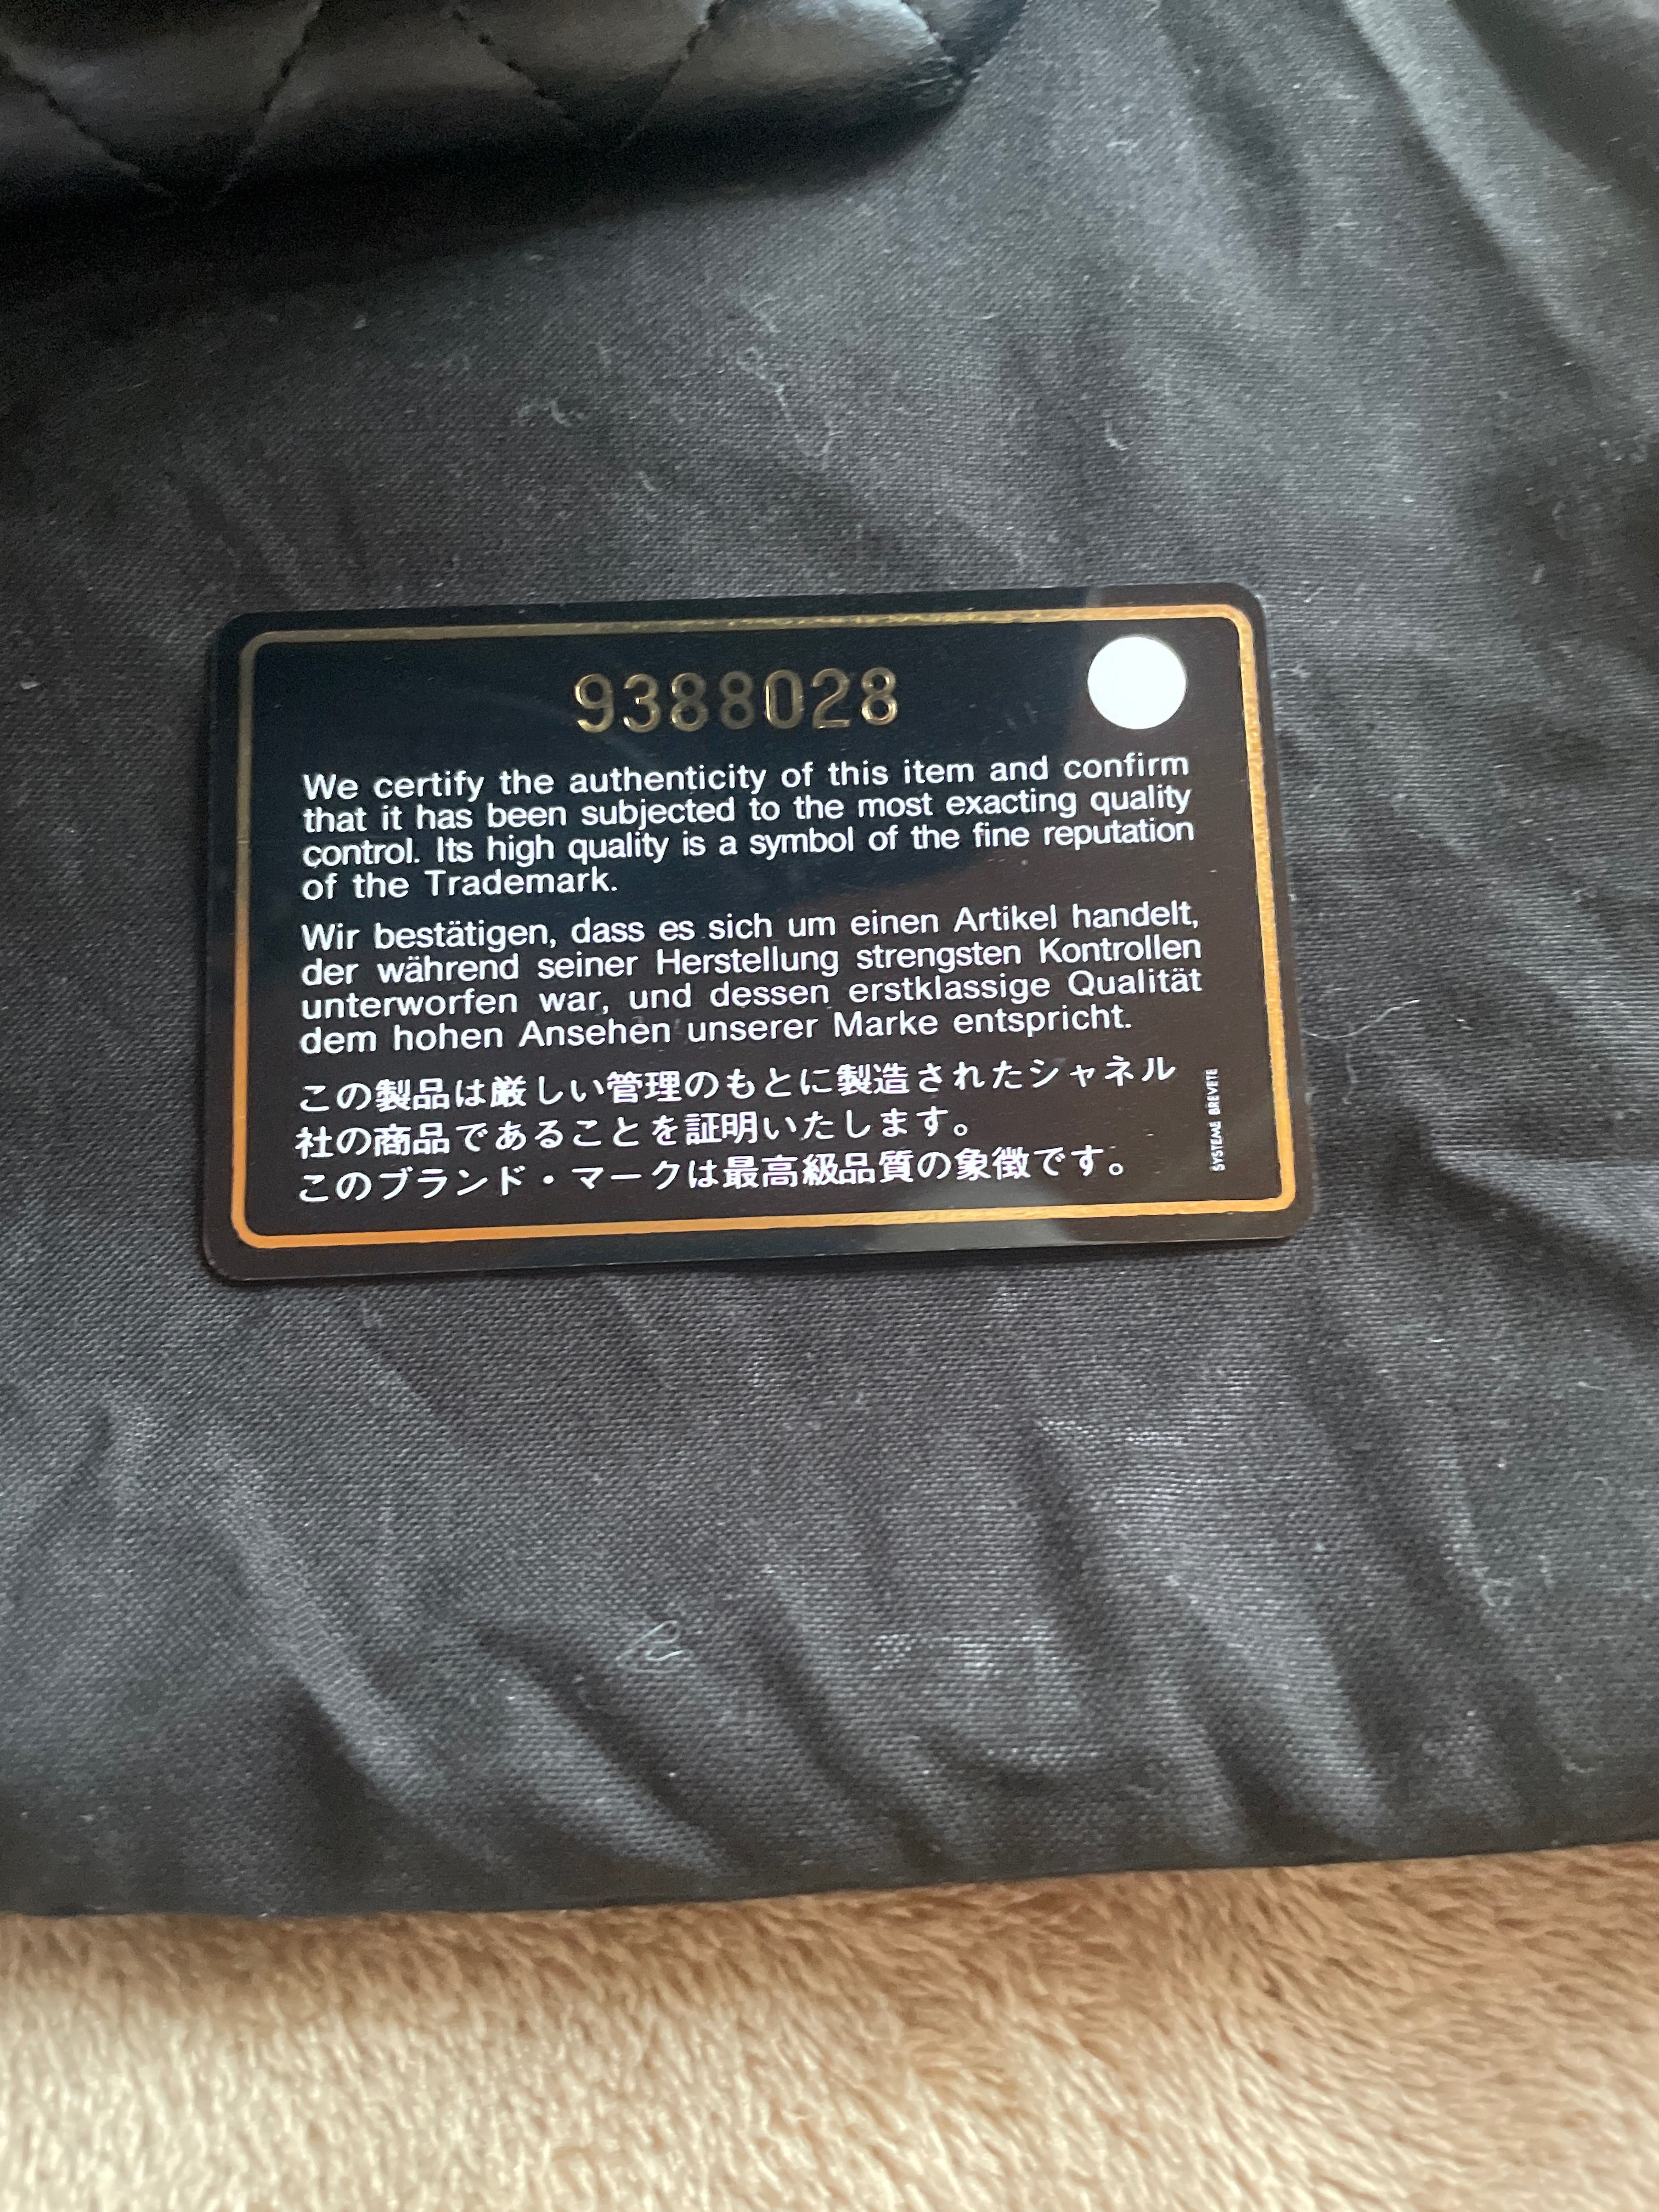 9388028
We certify the authenticity of this item and confirm
that it has been subjected to the most exacting quality
control. Its high quality is a symbol of the fine reputation
of the Trademark.
Wir bestätigen, dass es sich um einen Artikel handelt,
der während seiner Herstellung strengsten Kontrollen
unterworfen war, und dessen erstklassige Qualität
dem hohen Ansehen unserer Marke entspricht.
この製品は厳しい管理のもとに製造されたシャネル
社の商品であることを証明いたします。
このブランド・マークは最高級品質の象徴です。
SYSTEME BREVETE